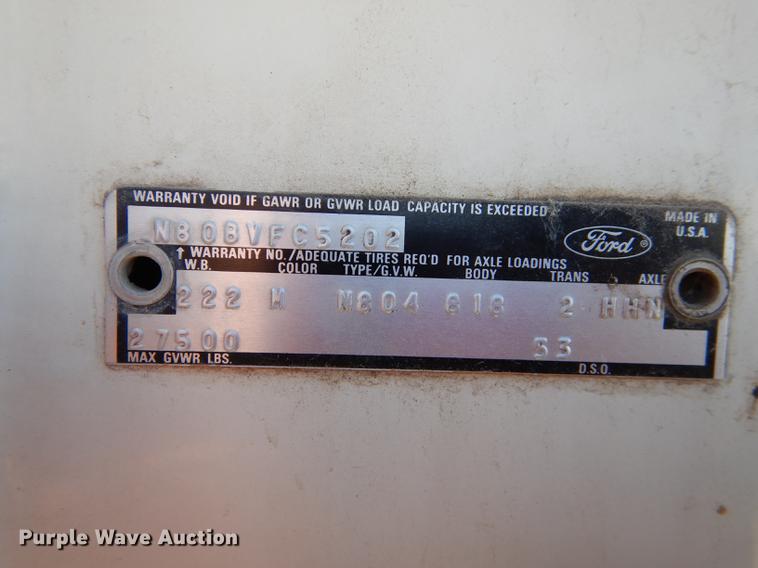 WARRANTY VOID IF GAWR OR GVWR LOAD CAPACITY IS EXCEEDED
MADE IN
U.S.A.
N80BVFC5202
Ford ®
↑ WARRANTY NO./ADEQUATE TIRES REQ'D FOR AXLE LOADINGS
W.B. COLOR TYPE/G.V.W. BODY TRANS AXLE
222 M N804 818 2 HHN
27500 33
MAX GVWR LBS. D.S.O.
Purple Wave Auction